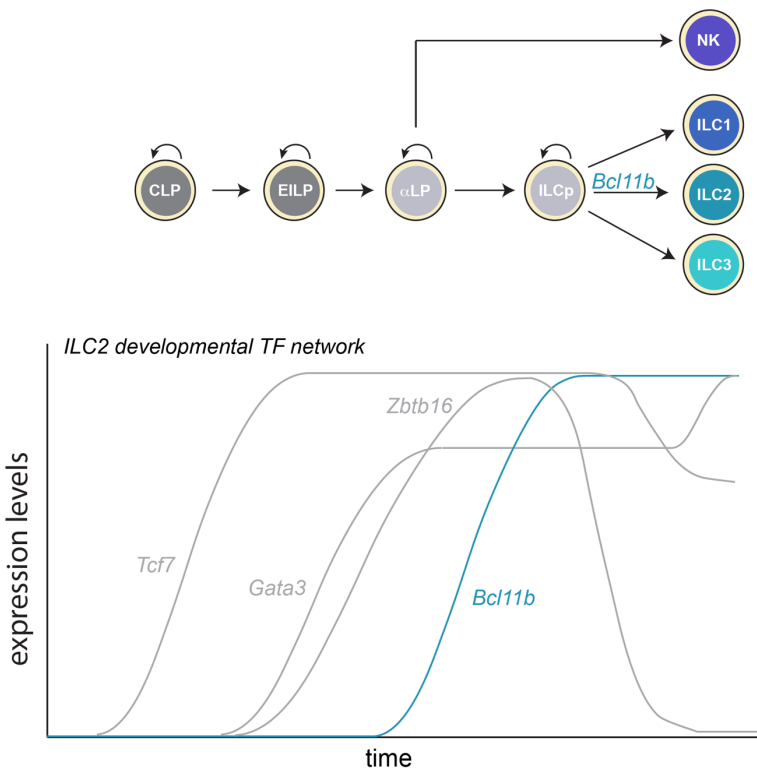 NK
ILC1
CLP
EILP
αLP
ILCp
Bcl11b
ILC2
ILC3
ILC2 developmental TF network
Zbtb16
Tcf7
Gata3
Bcl11b
expression levels
time